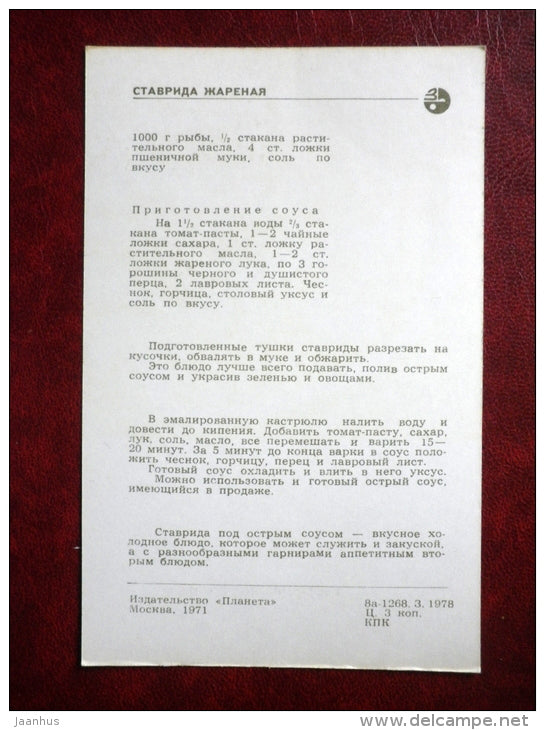 СТАВРИДА ЖАРЕНАЯ
1000 г рыбы, 1/2 стакана расти-
тельного масла, 4 ст. ложки
пшеничной муки, соль по
вкусу
Приготовление соуса
На 1 1/2 стакана воды 2/3 ста-
кана томат-пасты, 1—2 чайные
ложки сахара, 1 ст. ложку ра-
стительного масла, 1—2 ст.
ложки жареного лука, по 3 го-
рошины черного и душистого
перца, 2 лавровых листа. Чес-
нок, горчица, столовый уксус и
соль по вкусу.
Подготовленные тушки ставриды разрезать на
кусочки, обвалять в муке и обжарить.
Это блюдо лучше всего подавать, полив острым
соусом и украсив зеленью и овощами.
В эмалированную кастрюлю налить воду и
довести до кипения. Добавить томат-пасту, сахар,
лук, соль, масло, все перемешать и варить 15—
20 минут. За 5 минут до конца варки в соус поло-
жить чеснок, горчицу, перец и лавровый лист.
Готовый соус охладить и влить в него уксус.
Можно использовать и готовый острый соус,
имеющийся в продаже.
Ставрида под острым соусом — вкусное хо-
лодное блюдо, которое может служить и закуской,
а с разнообразными гарнирами аппетитным вто-
рым блюдом.
Издательство «Планета»
Москва, 1971
8а-1268. З. 1978
Ц. 3 коп.
КПК
jaanhus
www.delcampe.net